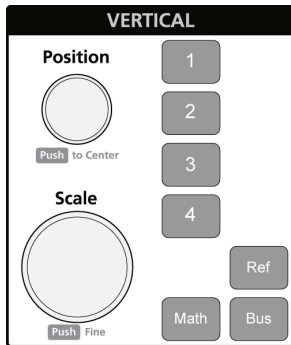 VERTICAL
Position
Push to Center
Scale
Push Fine
1
2
3
4
Ref
Math Bus